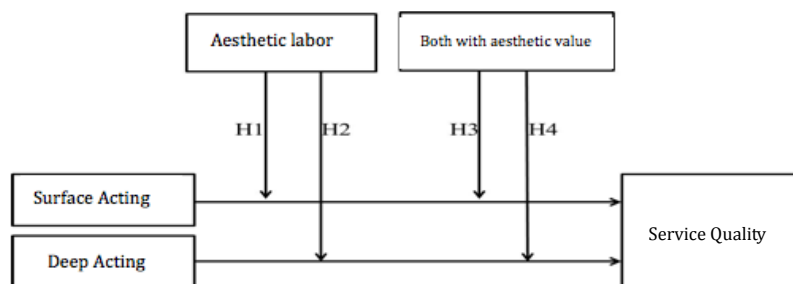 Aesthetic labor
Both with aesthetic value
H1
H2
H3
H4
Surface Acting
Service Quality
Deep Acting